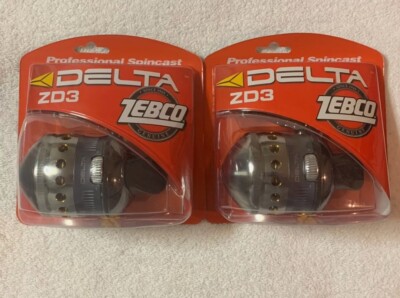 Professional Spincast
DELTA
ZD3
ZEBCO
Professional Spincast
DELTA
ZD3
ZEBCO